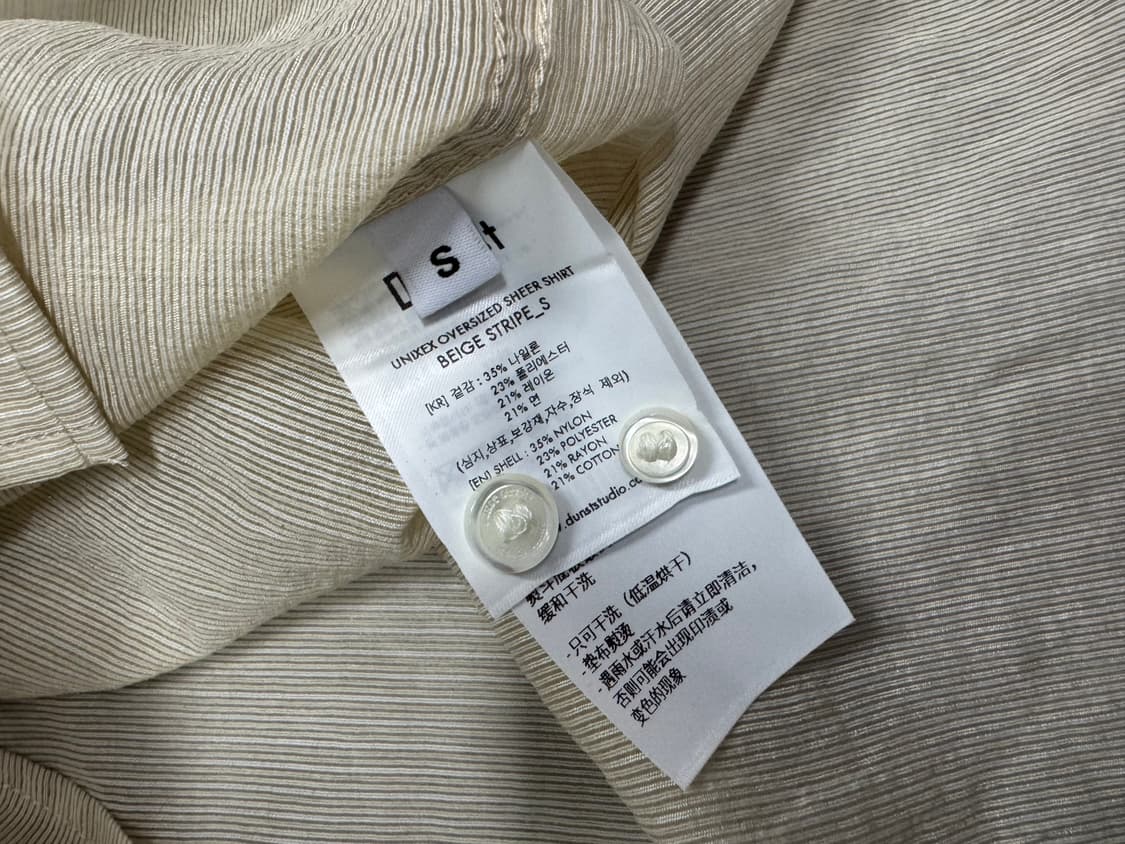 S
UNIXEX OVERSIZED SHEER SHIRT
BEIGE STRIPE_S
[KR] 겉감 : 35% 나일론
23% 폴리에스터
21% 레이온
21% 면
(심지,상표,보강재,자수,장식 제외)
[EN] SHELL : 35% NYLON
23% POLYESTER
21% RAYON
21% COTTON
.dunststudio.co
缓和干洗
-只可干洗（低温烘干）
-垫布熨烫
-遇雨水或汗水后请立即清洁，
否则可能会出现印渍或
变色的现象